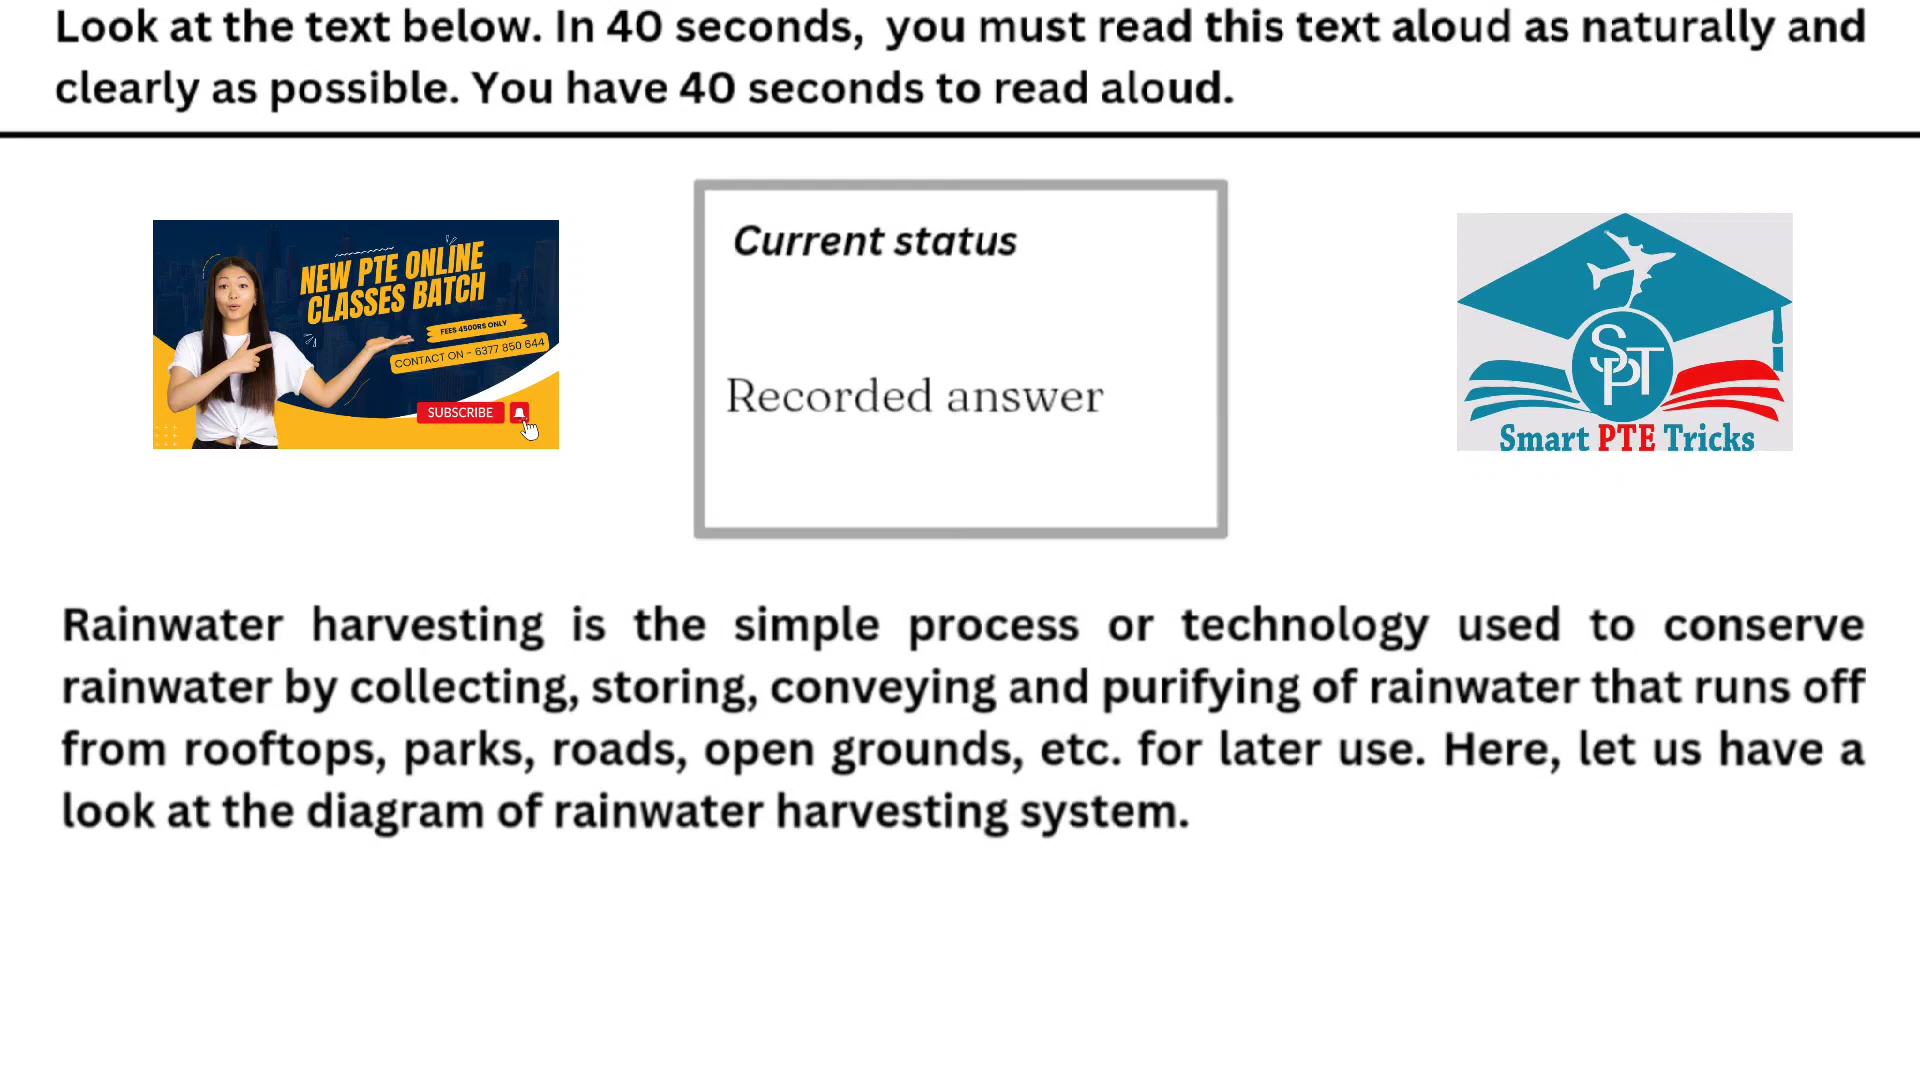 Look at the text below. In 40 seconds, you must read this text aloud as naturally and
clearly as possible. You have 40 seconds to read aloud.
NEW PTE ONLINE
CLASSES BATCH
FEES 4500RS ONLY
CONTACT ON - 6377 850 644
SUBSCRIBE
Current status
Recorded answer
SPT
Smart PTE Tricks
Rainwater harvesting is the simple process or technology used to conserve
rainwater by collecting, storing, conveying and purifying of rainwater that runs off
from rooftops, parks, roads, open grounds, etc. for later use. Here, let us have a
look at the diagram of rainwater harvesting system.